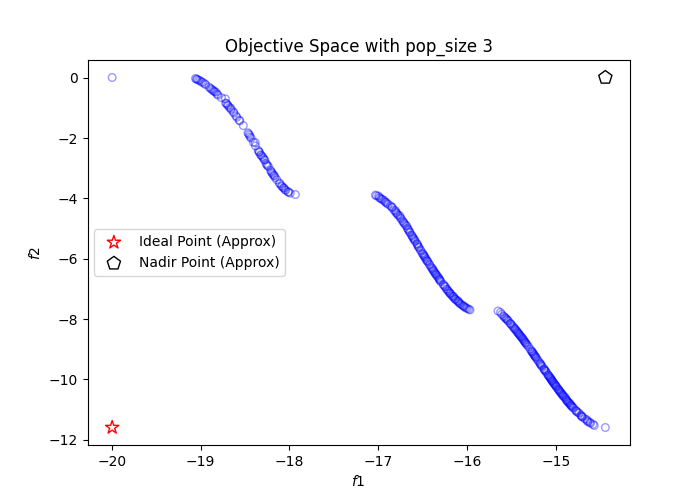 Objective Space with pop_size 3
0
−2
−4
−6
−8
−10
−12
f2
Ideal Point (Approx)
Nadir Point (Approx)
−20
−19
−18
−17
−16
−15
f1